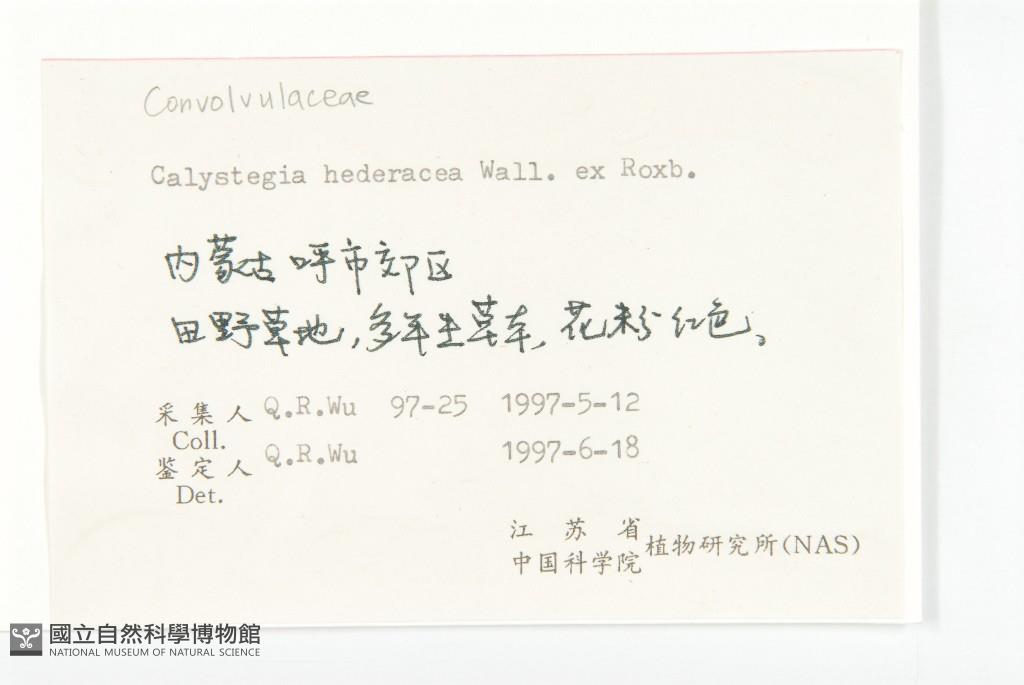 Convolvulaceae
Calystegia hederacea Wall. ex Roxb.
内蒙古 呼市郊区
田野草地,多年生草本,花粉红色。
采集人 Q.R.Wu 97-25 1997-5-12
Coll.
鉴定人 Q.R.Wu 1997-6-18
Det.
江苏省
中国科学院 植物研究所(NAS)
國立自然科學博物館
NATIONAL MUSEUM OF NATURAL SCIENCE